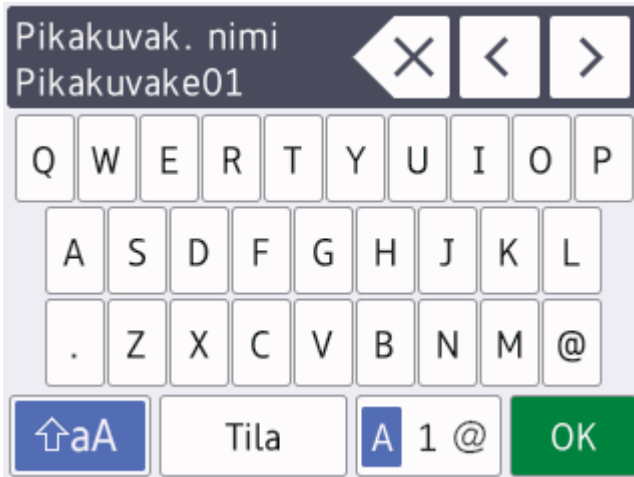 Pikakuvak. nimi
Pikakuvake01
Q W E R T Y U I O P
A S D F G H J K L
. Z X C V B N M @
aA Tila A 1 @ OK